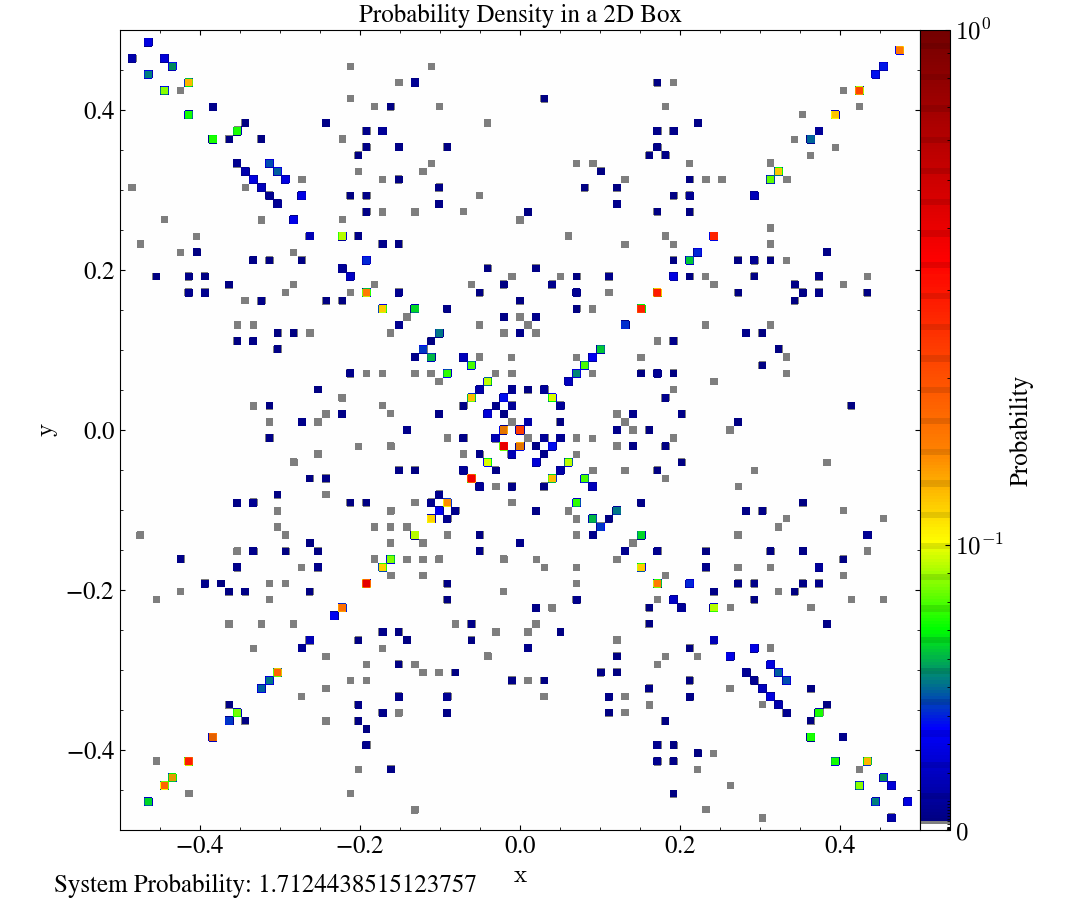 Probability Density in a 2D Box
10^0
0.4
0.2
y
0.0
Probability
10^−1
−0.2
−0.4
0
−0.4 −0.2 0.0 0.2 0.4
x
System Probability: 1.7124438515123757